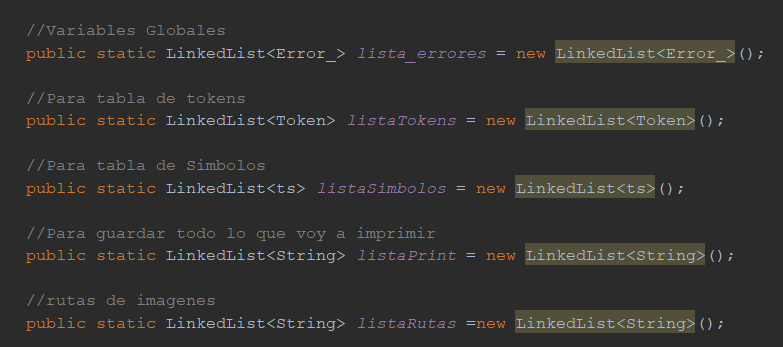 //Variables Globales
public static LinkedList<Error_> lista_errores = new LinkedList<Error_>();
//Para tabla de tokens
public static LinkedList<Token> listaTokens = new LinkedList<Token>();
//Para tabla de Simbolos
public static LinkedList<ts> listaSimbolos = new LinkedList<ts>();
//Para guardar todo lo que voy a imprimir
public static LinkedList<String> listaPrint = new LinkedList<String>();
//rutas de imagenes
public static LinkedList<String> listaRutas =new LinkedList<String>();